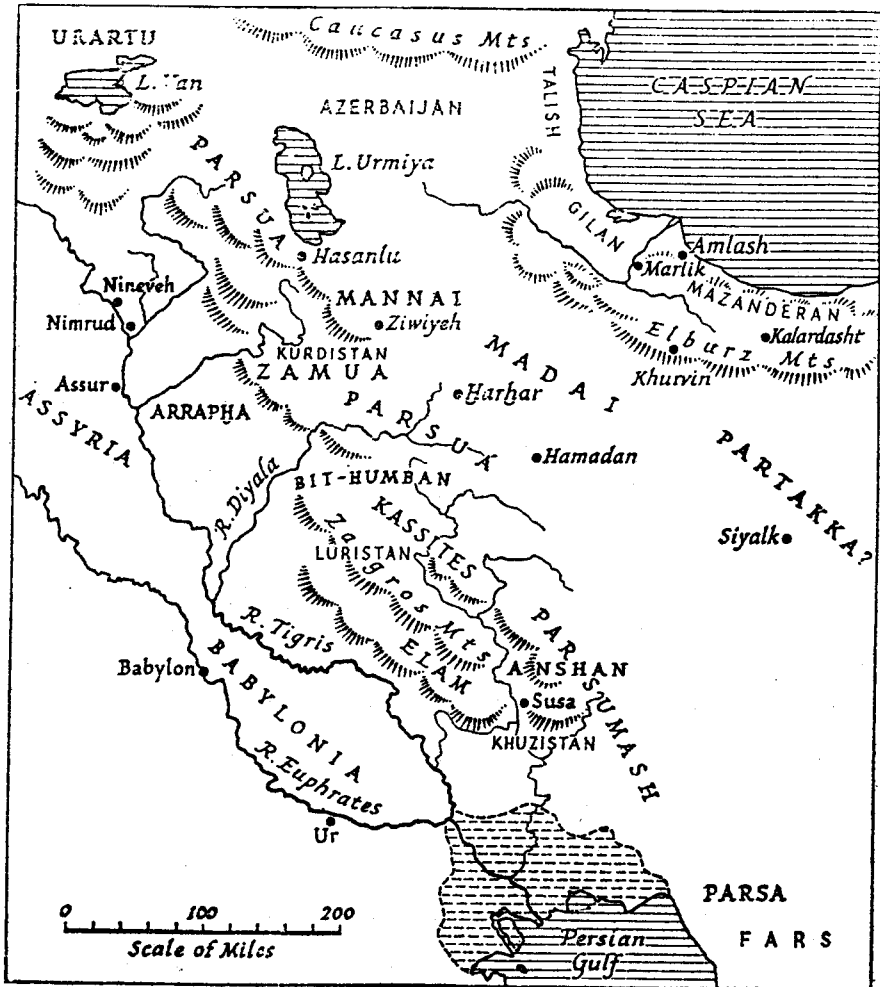 URARTU
Caucasus Mts
L. Van
AZERBAIJAN
TALISH
CASPIAN
SEA
PARSUA
L. Urmiya
GILAN
Hasanlu
Amlash
Marlik
Nineveh
MANNAI
MAZANDERAN
Nimrud
Ziwiyeh
Elburz
Mts
Kalardasht
KURDISTAN
ZAMUA
MADAI
Khurvin
Assur
ARRAPHA
PARSUA
Harhar
ASSYRIA
Hamadan
PARTAKKA?
R. Diyala
BIT-HUMBAN
KASSITES
Siyalk
LURISTAN
Zagros Mts
R. Tigris
ELAM
PARSUMASH
ANSHAN
Babylon
BABYLONIA
Susa
KHUZISTAN
R. Euphrates
Ur
PARSA
FARS
0 100 200
Scale of Miles
Persian
Gulf